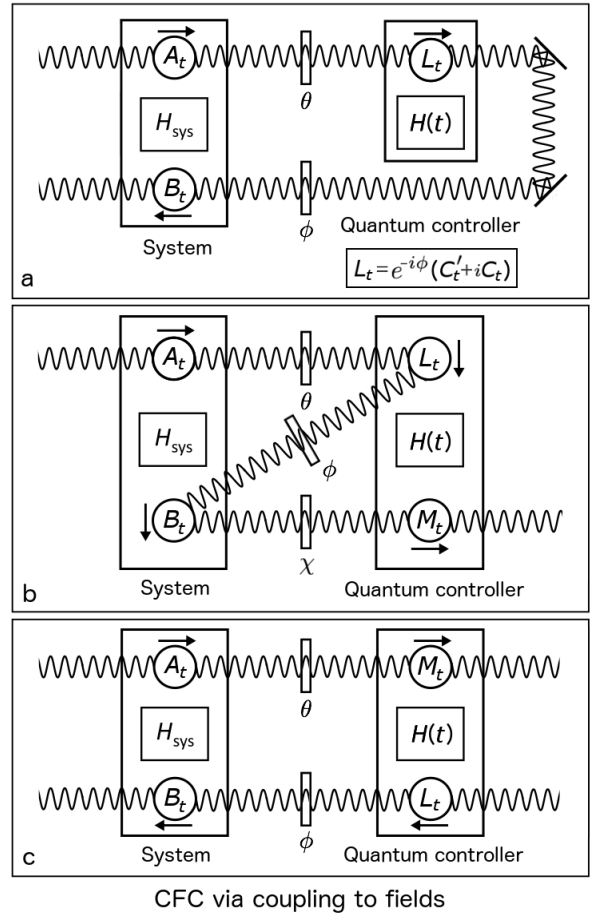 A_t L_t
θ
H_sys H(t)
B_t
ϕ Quantum controller
System
L_t = e^{-iϕ}(C'_t + iC_t)
a
A_t L_t
θ
H_sys H(t)
ϕ
B_t M_t
χ
System Quantum controller
b
A_t M_t
θ
H_sys H(t)
B_t L_t
ϕ
System Quantum controller
c
CFC via coupling to fields